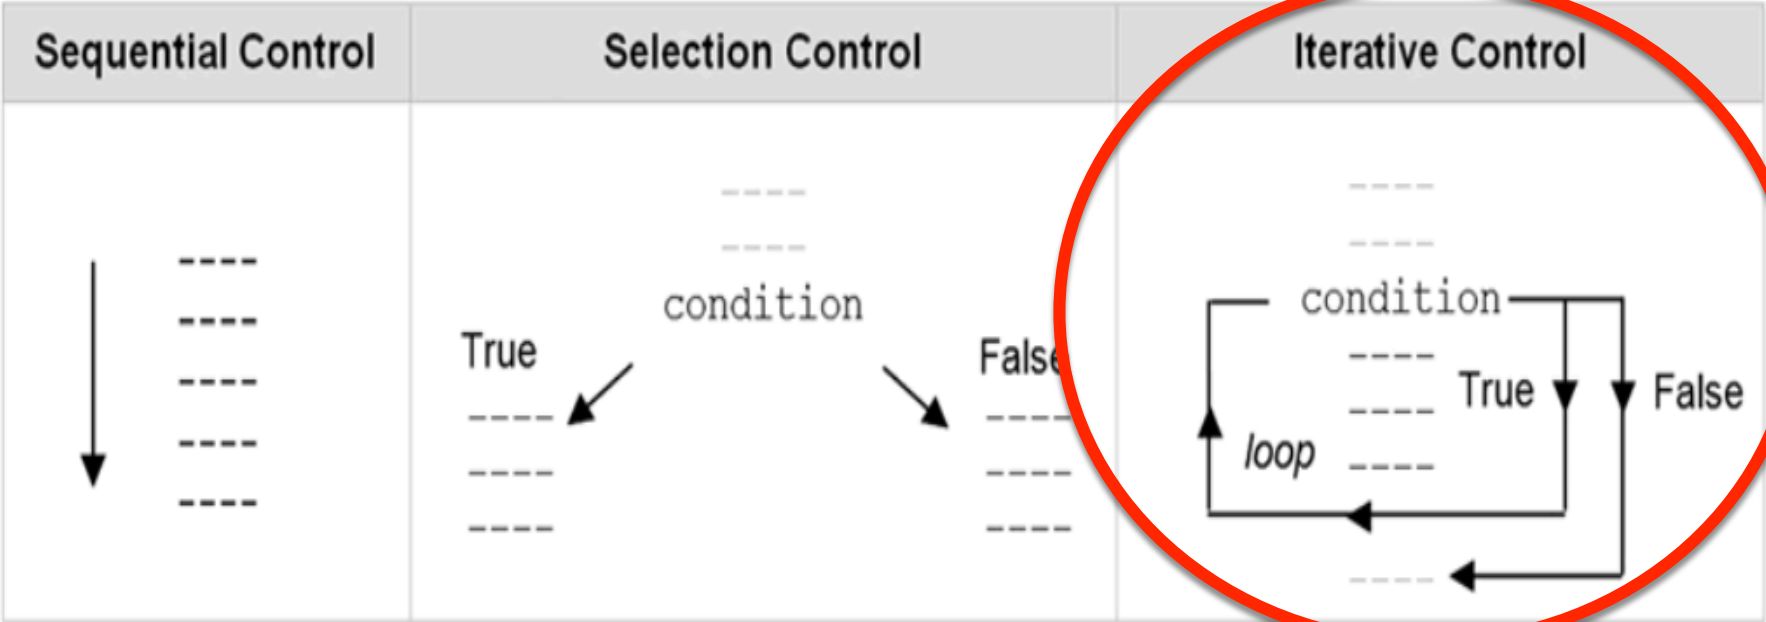 Sequential Control
Selection Control
Iterative Control
condition
True
False
condition
True
False
loop